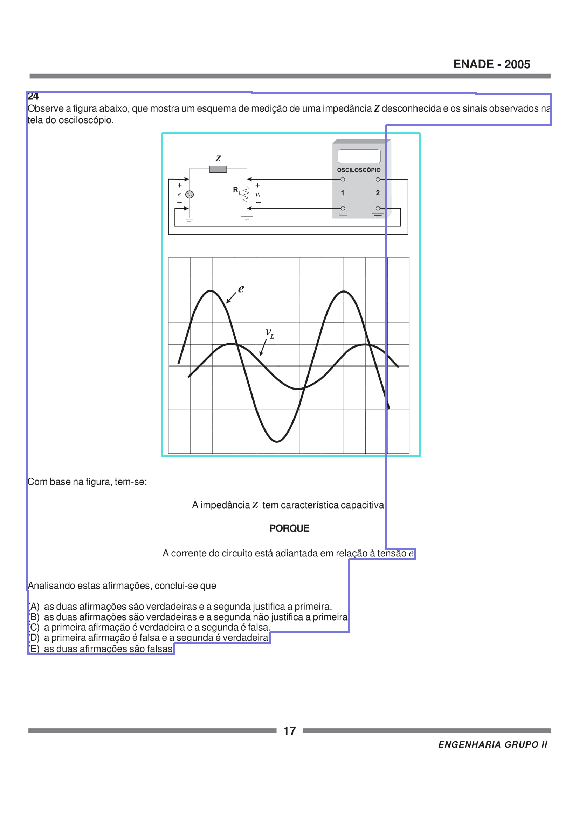 ENADE - 2005
24
Observe a figura abaixo, que mostra um esquema de medição de uma impedância Z desconhecida e os sinais observados na
tela do osciloscópio.
Z
OSCILOSCÓPIO
+ e −
R L
+ v L −
1 2
e
v L
Com base na figura, tem-se:
A impedância Z tem característica capacitiva
PORQUE
A corrente do circuito está adiantada em relação à tensão e
Analisando estas afirmações, conclui-se que
(A) as duas afirmações são verdadeiras e a segunda justifica a primeira.
(B) as duas afirmações são verdadeiras e a segunda não justifica a primeira
(C) a primeira afirmação é verdadeira e a segunda é falsa.
(D) a primeira afirmação é falsa e a segunda é verdadeira
(E) as duas afirmações são falsas
17
ENGENHARIA GRUPO II